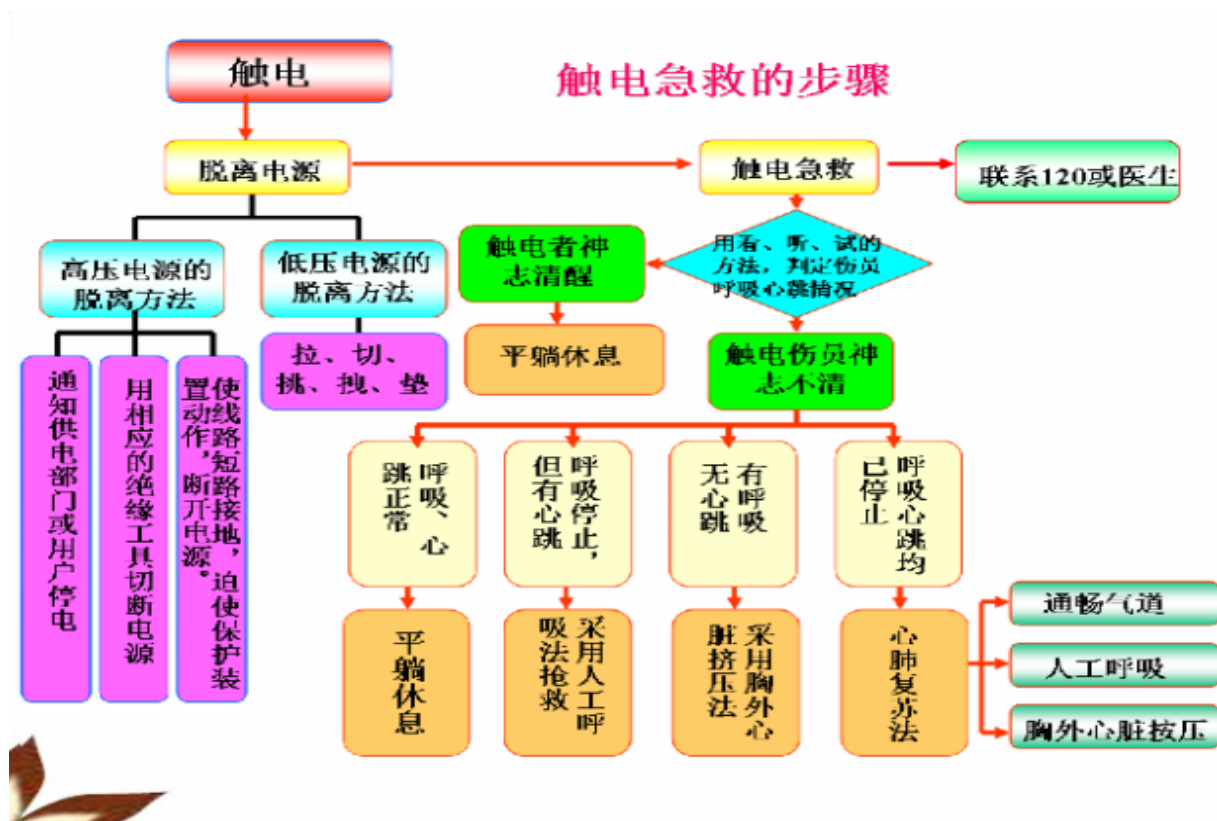 触电
触电急救的步骤
脱离电源
触电急救
联系120或医生
高压电源的
脱离方法
低压电源的
脱离方法
触电者神
志清醒
用看、听、试的
方法，判定伤员
呼吸心跳情况
通知供电部门或用户停电
用相应的绝缘工具切断电源
使线路短路接地，迫使保护装
置动作，断开电源。
拉、切、
挑、拽、垫
平躺休息
触电伤员神
志不清
呼吸、心
跳正常
呼吸停止，
但有心跳
有呼吸
无心跳
呼吸心跳均
已停止
平躺休息
采用人工呼
吸法抢救
采用胸外心
脏挤压法
心肺复苏法
通畅气道
人工呼吸
胸外心脏按压